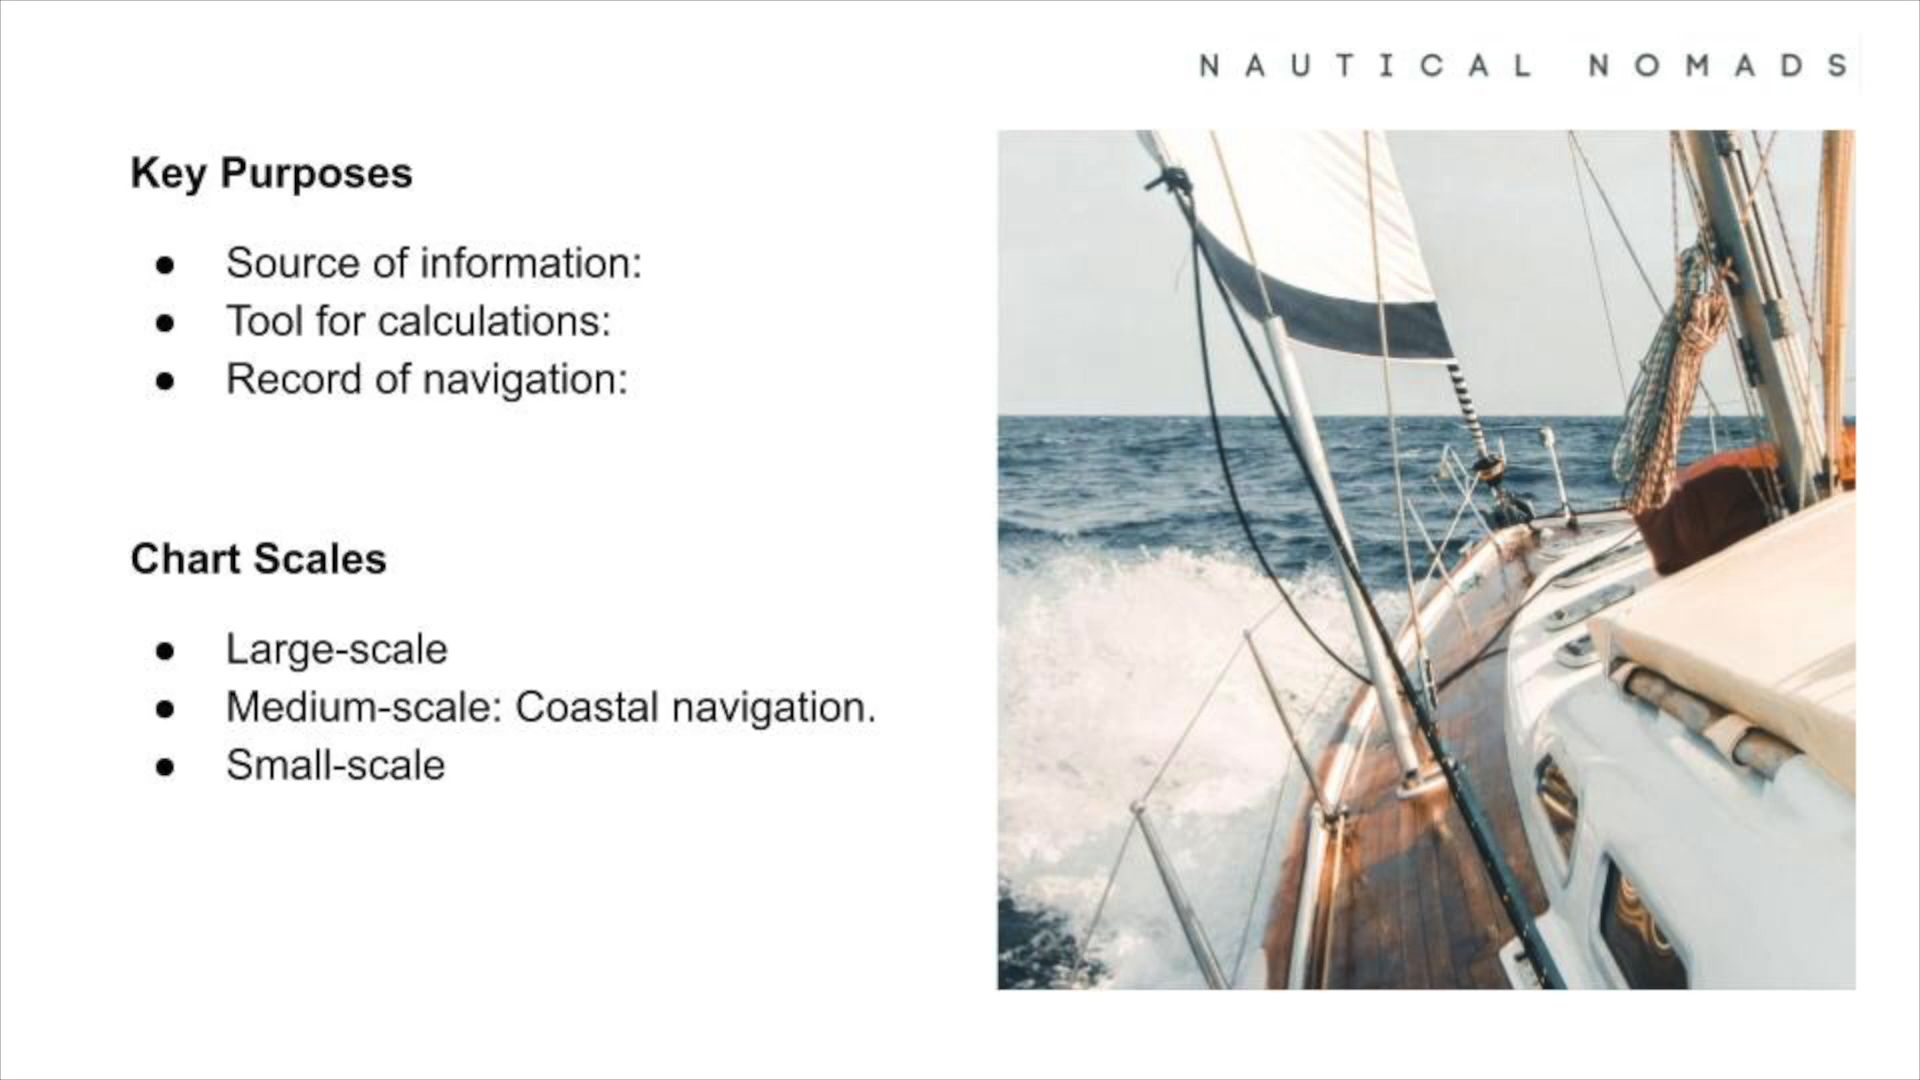 NAUTICAL NOMADS
Key Purposes
● Source of information:
● Tool for calculations:
● Record of navigation:
Chart Scales
● Large-scale
● Medium-scale: Coastal navigation.
● Small-scale